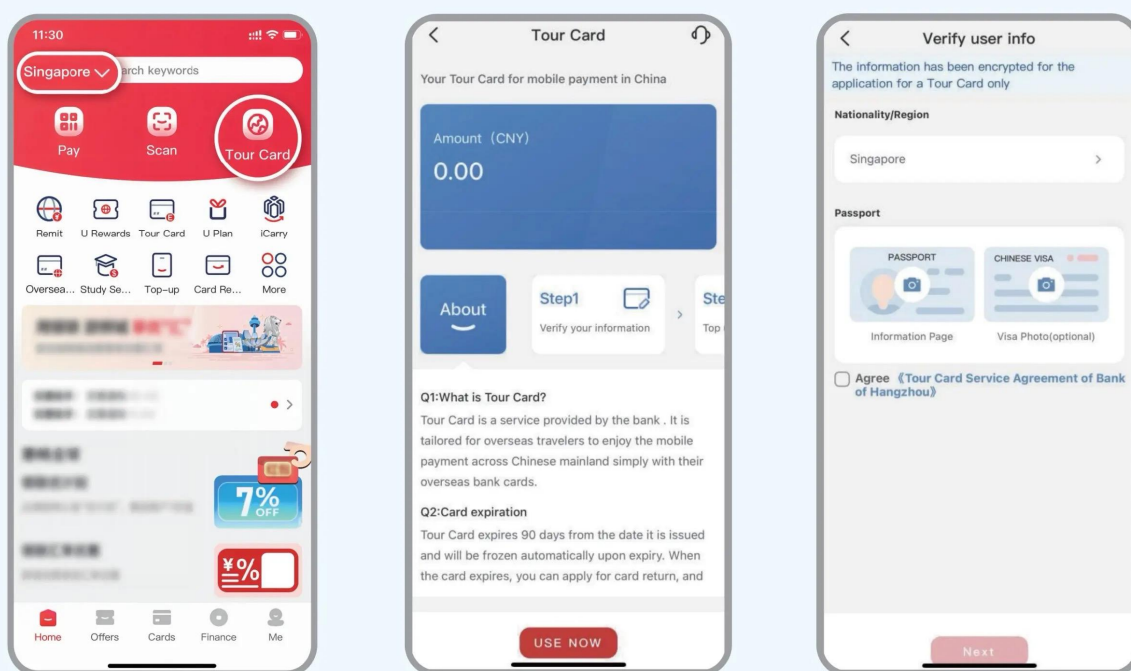 11:30
Singapore
arch keywords
Pay
Scan
Tour Card
Remit
U Rewards
Tour Card
U Plan
iCarry
Oversea...
Study Se...
Top-up
Card Re...
More
7%
OFF
¥%
Home
Offers
Cards
Finance
Me
Tour Card
Your Tour Card for mobile payment in China
Amount（CNY）
0.00
About
Step1
Verify your information
Ste
Top
Q1:What is Tour Card?
Tour Card is a service provided by the bank . It is
tailored for overseas travelers to enjoy the mobile
payment across Chinese mainland simply with their
overseas bank cards.
Q2:Card expiration
Tour Card expires 90 days from the date it is issued
and will be frozen automatically upon expiry. When
the card expires, you can apply for card return, and
USE NOW
Verify user info
The information has been encrypted for the
application for a Tour Card only
Nationality/Region
Singapore
Passport
PASSPORT
CHINESE VISA
Information Page
Visa Photo(optional)
Agree 《Tour Card Service Agreement of Bank
of Hangzhou》
Next